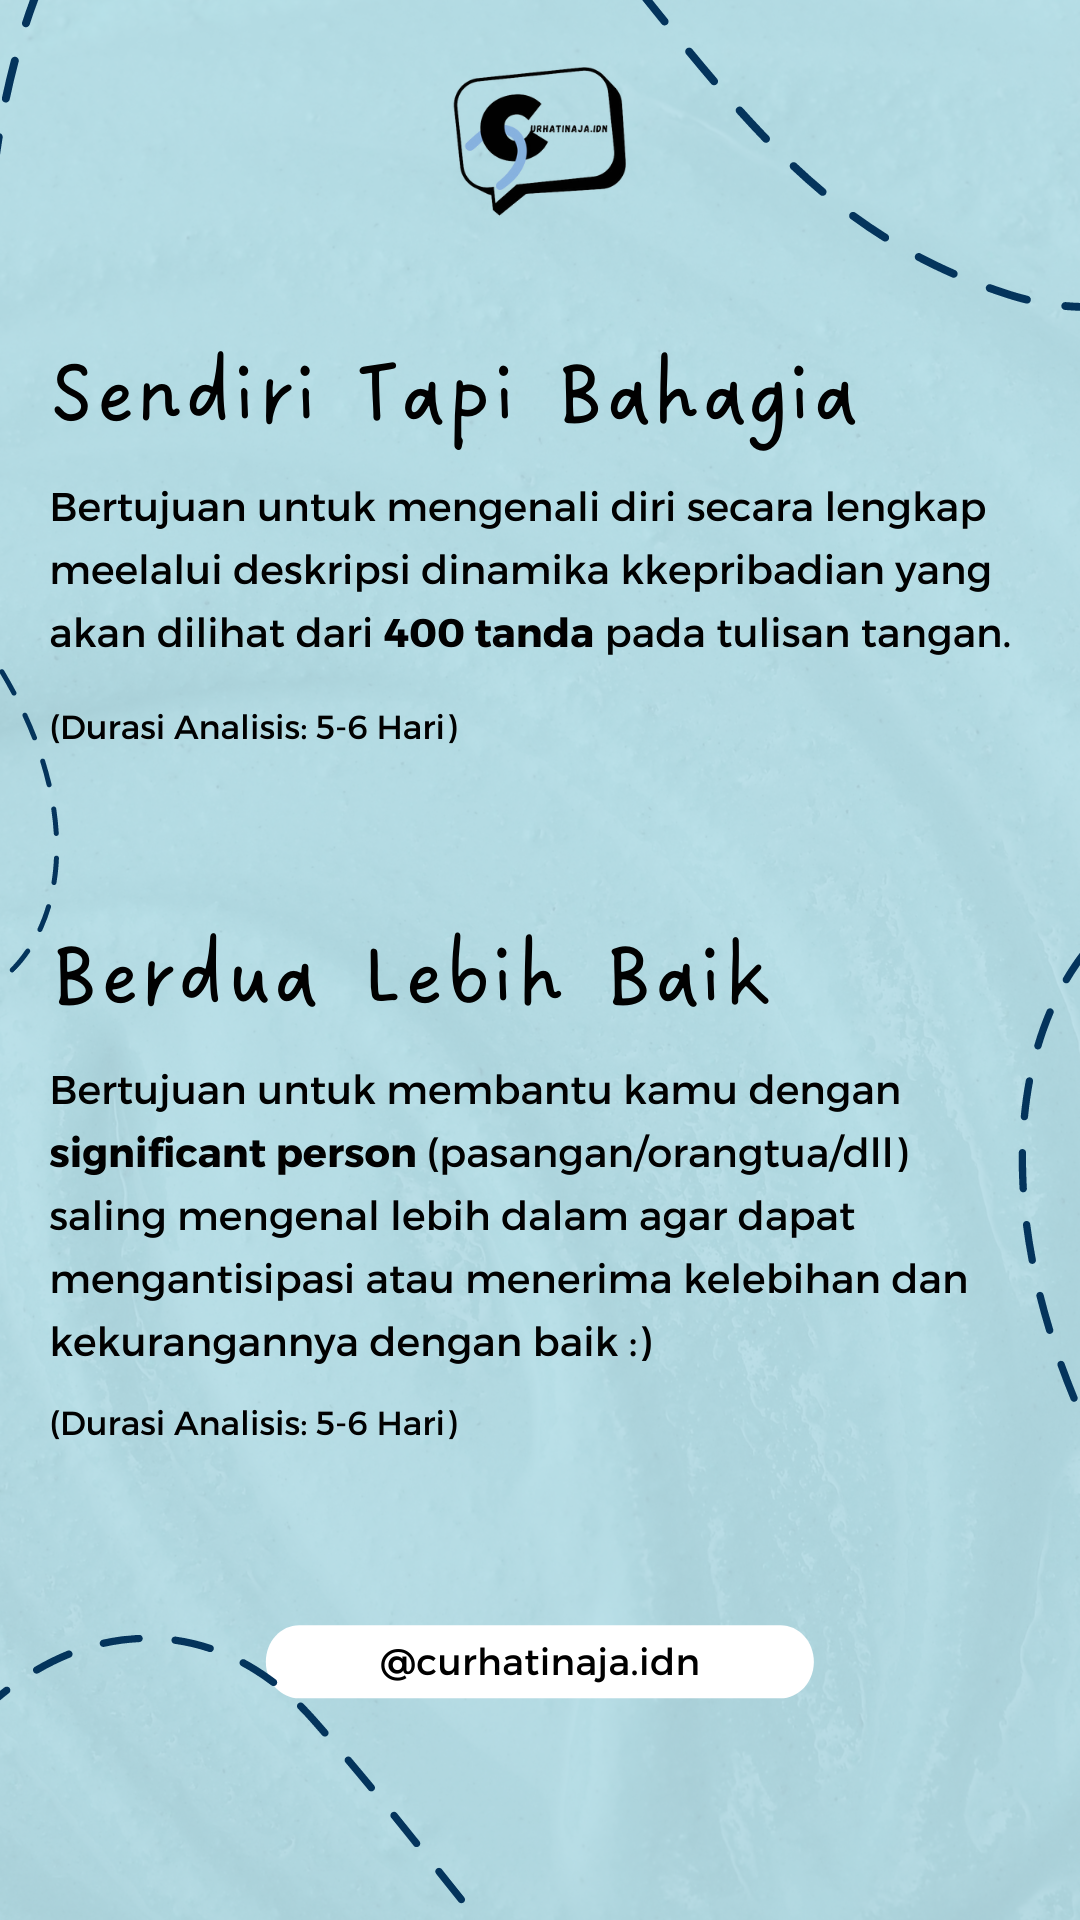 CURHATINAJA.IDN
Sendiri Tapi Bahagia
Bertujuan untuk mengenali diri secara lengkap
meelalui deskripsi dinamika kkepribadian yang
akan dilihat dari 400 tanda pada tulisan tangan.
(Durasi Analisis: 5-6 Hari)
Berdua Lebih Baik
Bertujuan untuk membantu kamu dengan
significant person (pasangan/orangtua/dll)
saling mengenal lebih dalam agar dapat
mengantisipasi atau menerima kelebihan dan
kekurangannya dengan baik :)
(Durasi Analisis: 5-6 Hari)
@curhatinaja.idn